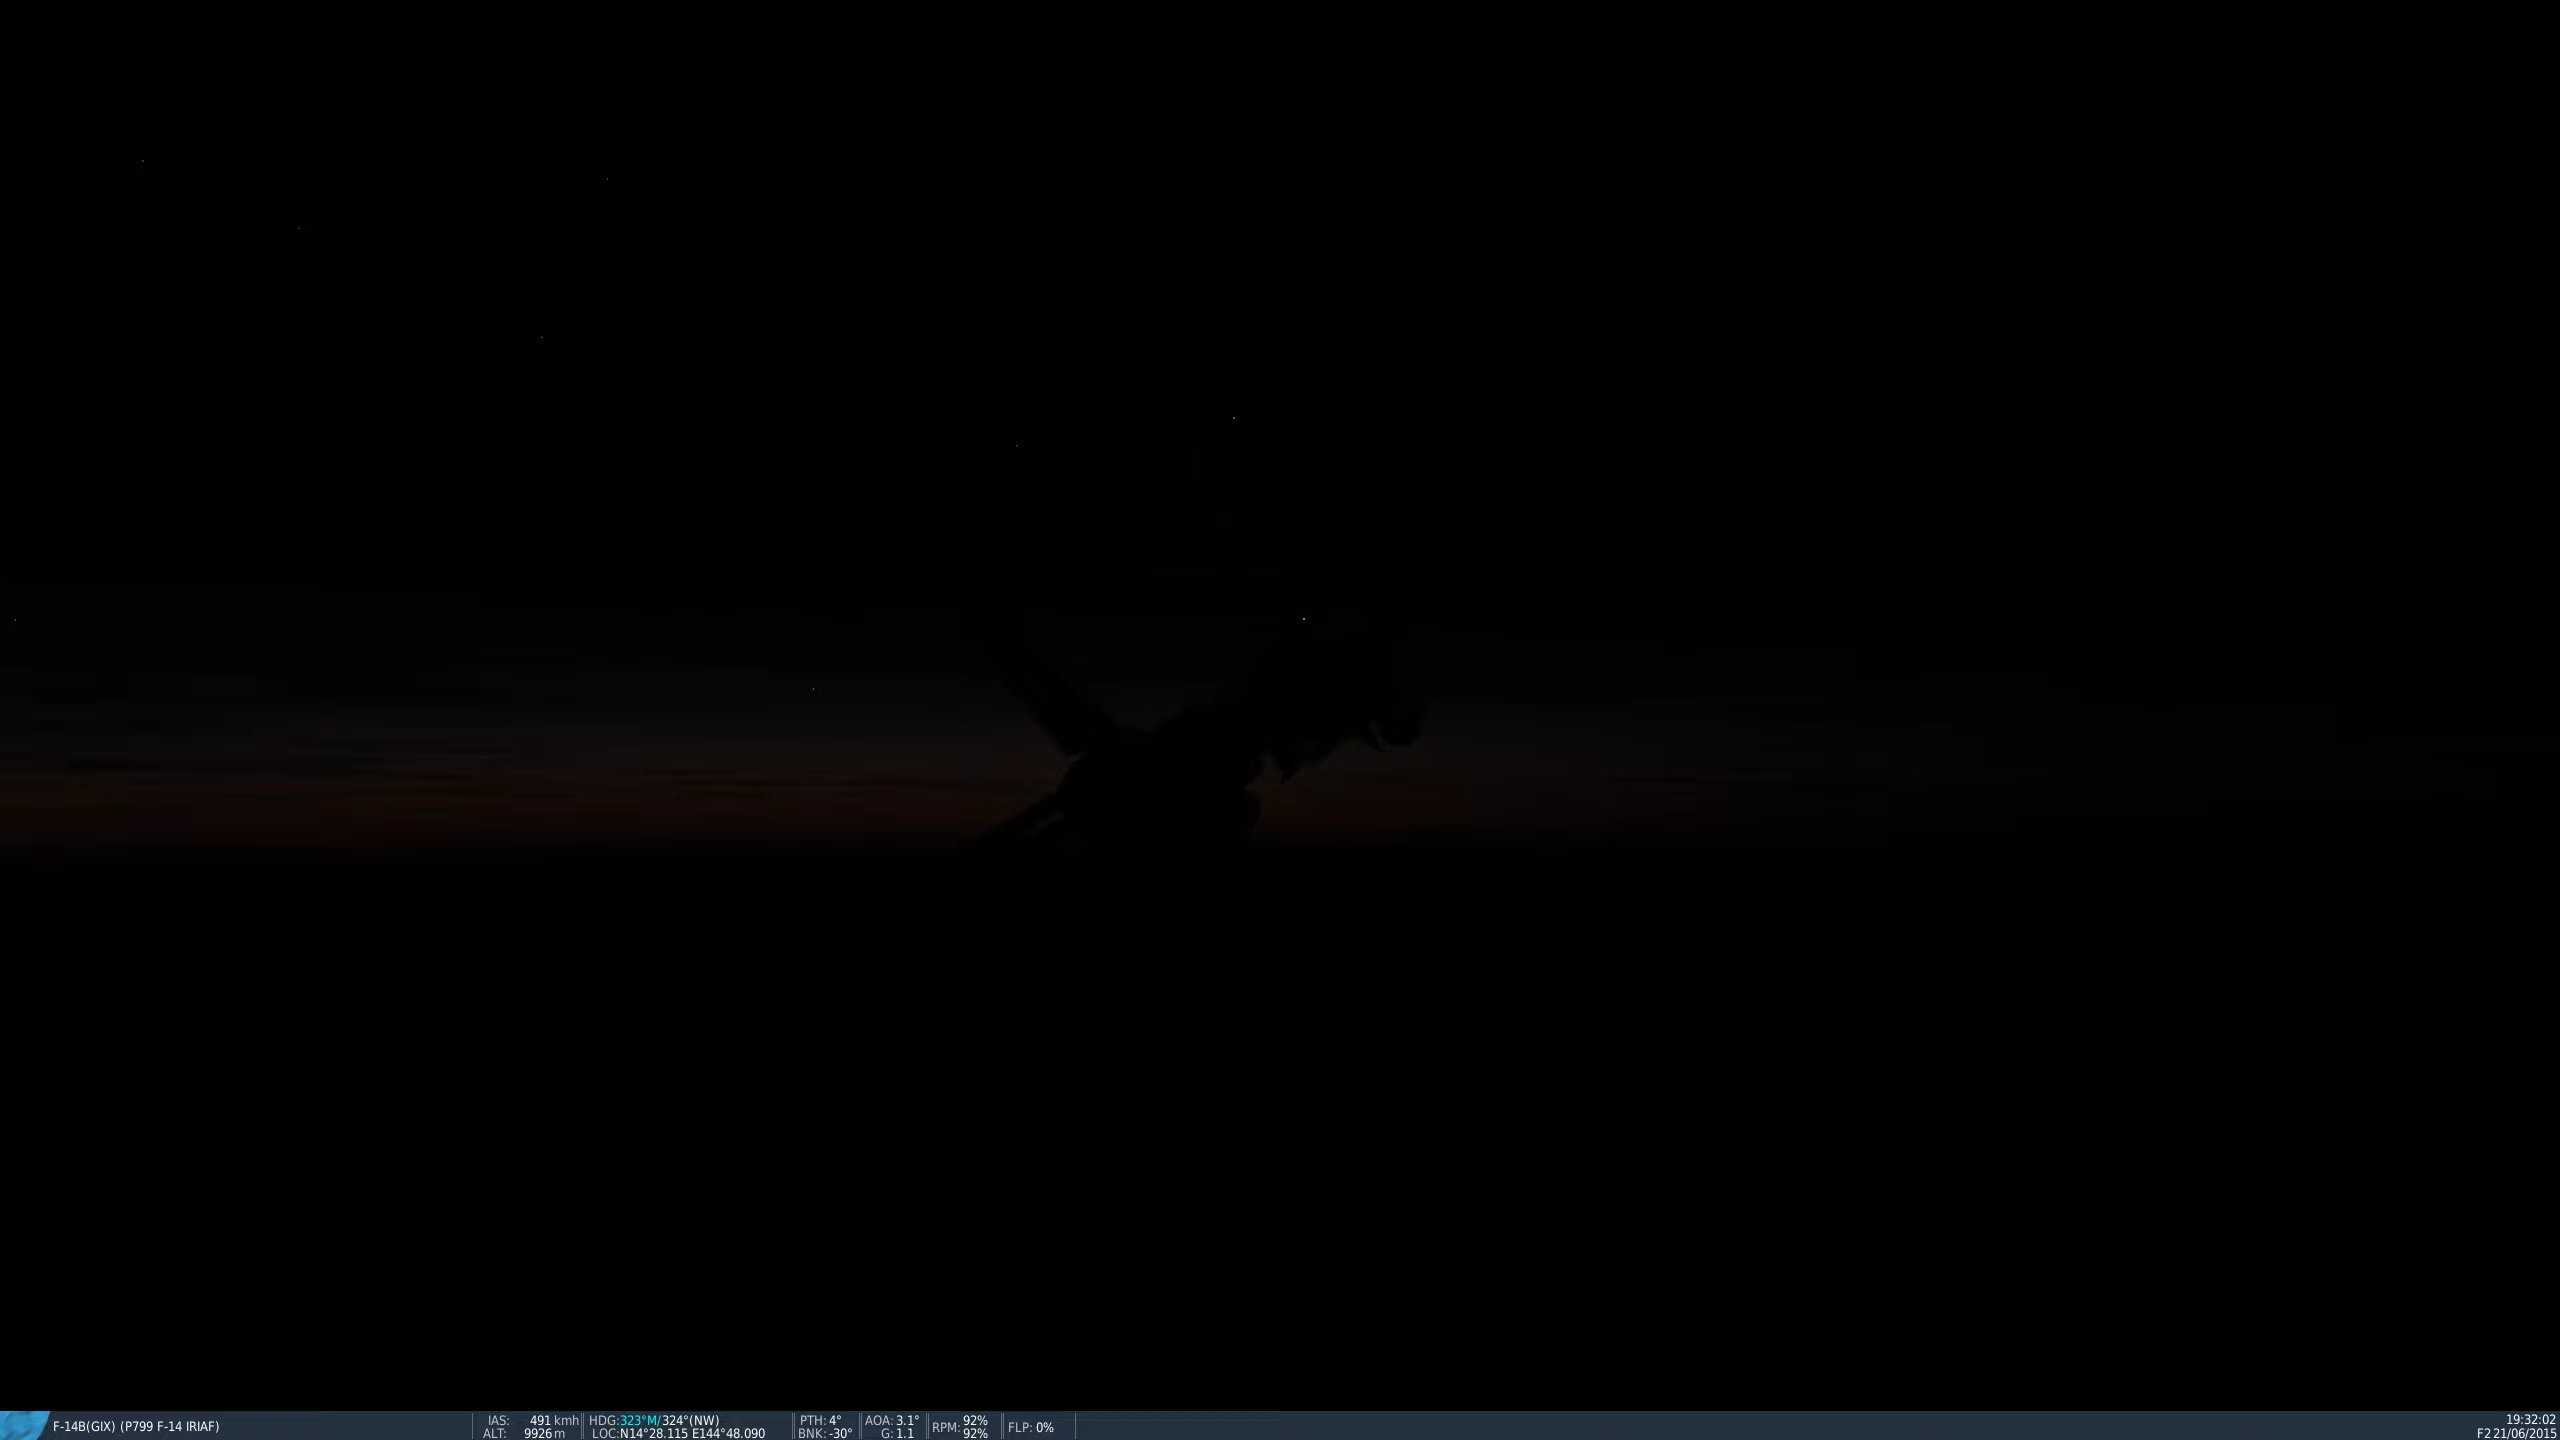 F-14B(GIX) (P799 F-14 IRIAF)
IAS: 491 kmh HDG:323°M/324°(NW) PTH: 4° AOA: 3.1° RPM: 92% FLP: 0% 19:32:02
ALT: 9926 m LOC:N14°28.115 E144°48.090 BNK: -30° G: 1.1 92% F2 21/06/2015